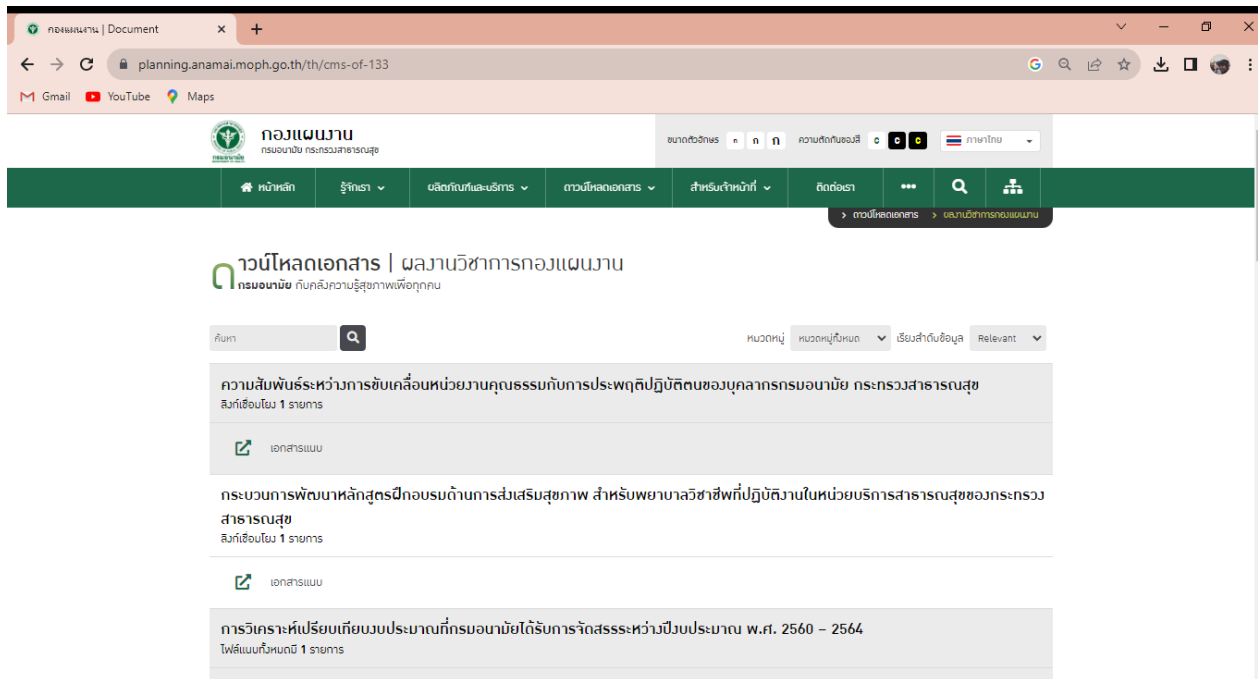 กองแผนงาน | Document
planning.anamai.moph.go.th/th/cms-of-133
Gmail YouTube Maps
กองแผนงาน
กรมอนามัย กระทรวงสาธารณสุข
ขนาดตัวอักษร ก ก ก ความตัดกันของสี C C C ภาษาไทย
หน้าหลัก รู้จักเรา ผลิตภัณฑ์และบริการ ดาวน์โหลดเอกสาร สำหรับเจ้าหน้าที่ ติดต่อเรา
> ดาวน์โหลดเอกสาร > ผลงานวิชาการกองแผนงาน
ดาวน์โหลดเอกสาร | ผลงานวิชาการกองแผนงาน
กรมอนามัย กับคลังความรู้สุขภาพเพื่อทุกคน
ค้นหา หมวดหมู่ หมวดหมู่ทั้งหมด เรียงลำดับข้อมูล Relevant
ความสัมพันธ์ระหว่างการขับเคลื่อนหน่วยงานคุณธรรมกับการประพฤติปฏิบัติตนของบุคลากรกรมอนามัย กระทรวงสาธารณสุข
ลิงก์เชื่อมโยง 1 รายการ
เอกสารแนบ
กระบวนการพัฒนาหลักสูตรฝึกอบรมด้านการส่งเสริมสุขภาพ สำหรับพยาบาลวิชาชีพที่ปฏิบัติงานในหน่วยบริการสาธารณสุขของกระทรวง
สาธารณสุข
ลิงก์เชื่อมโยง 1 รายการ
เอกสารแนบ
การวิเคราะห์เปรียบเทียบงบประมาณที่กรมอนามัยได้รับการจัดสรรระหว่างปีงบประมาณ พ.ศ. 2560 – 2564
ไฟล์แนบทั้งหมดมี 1 รายการ